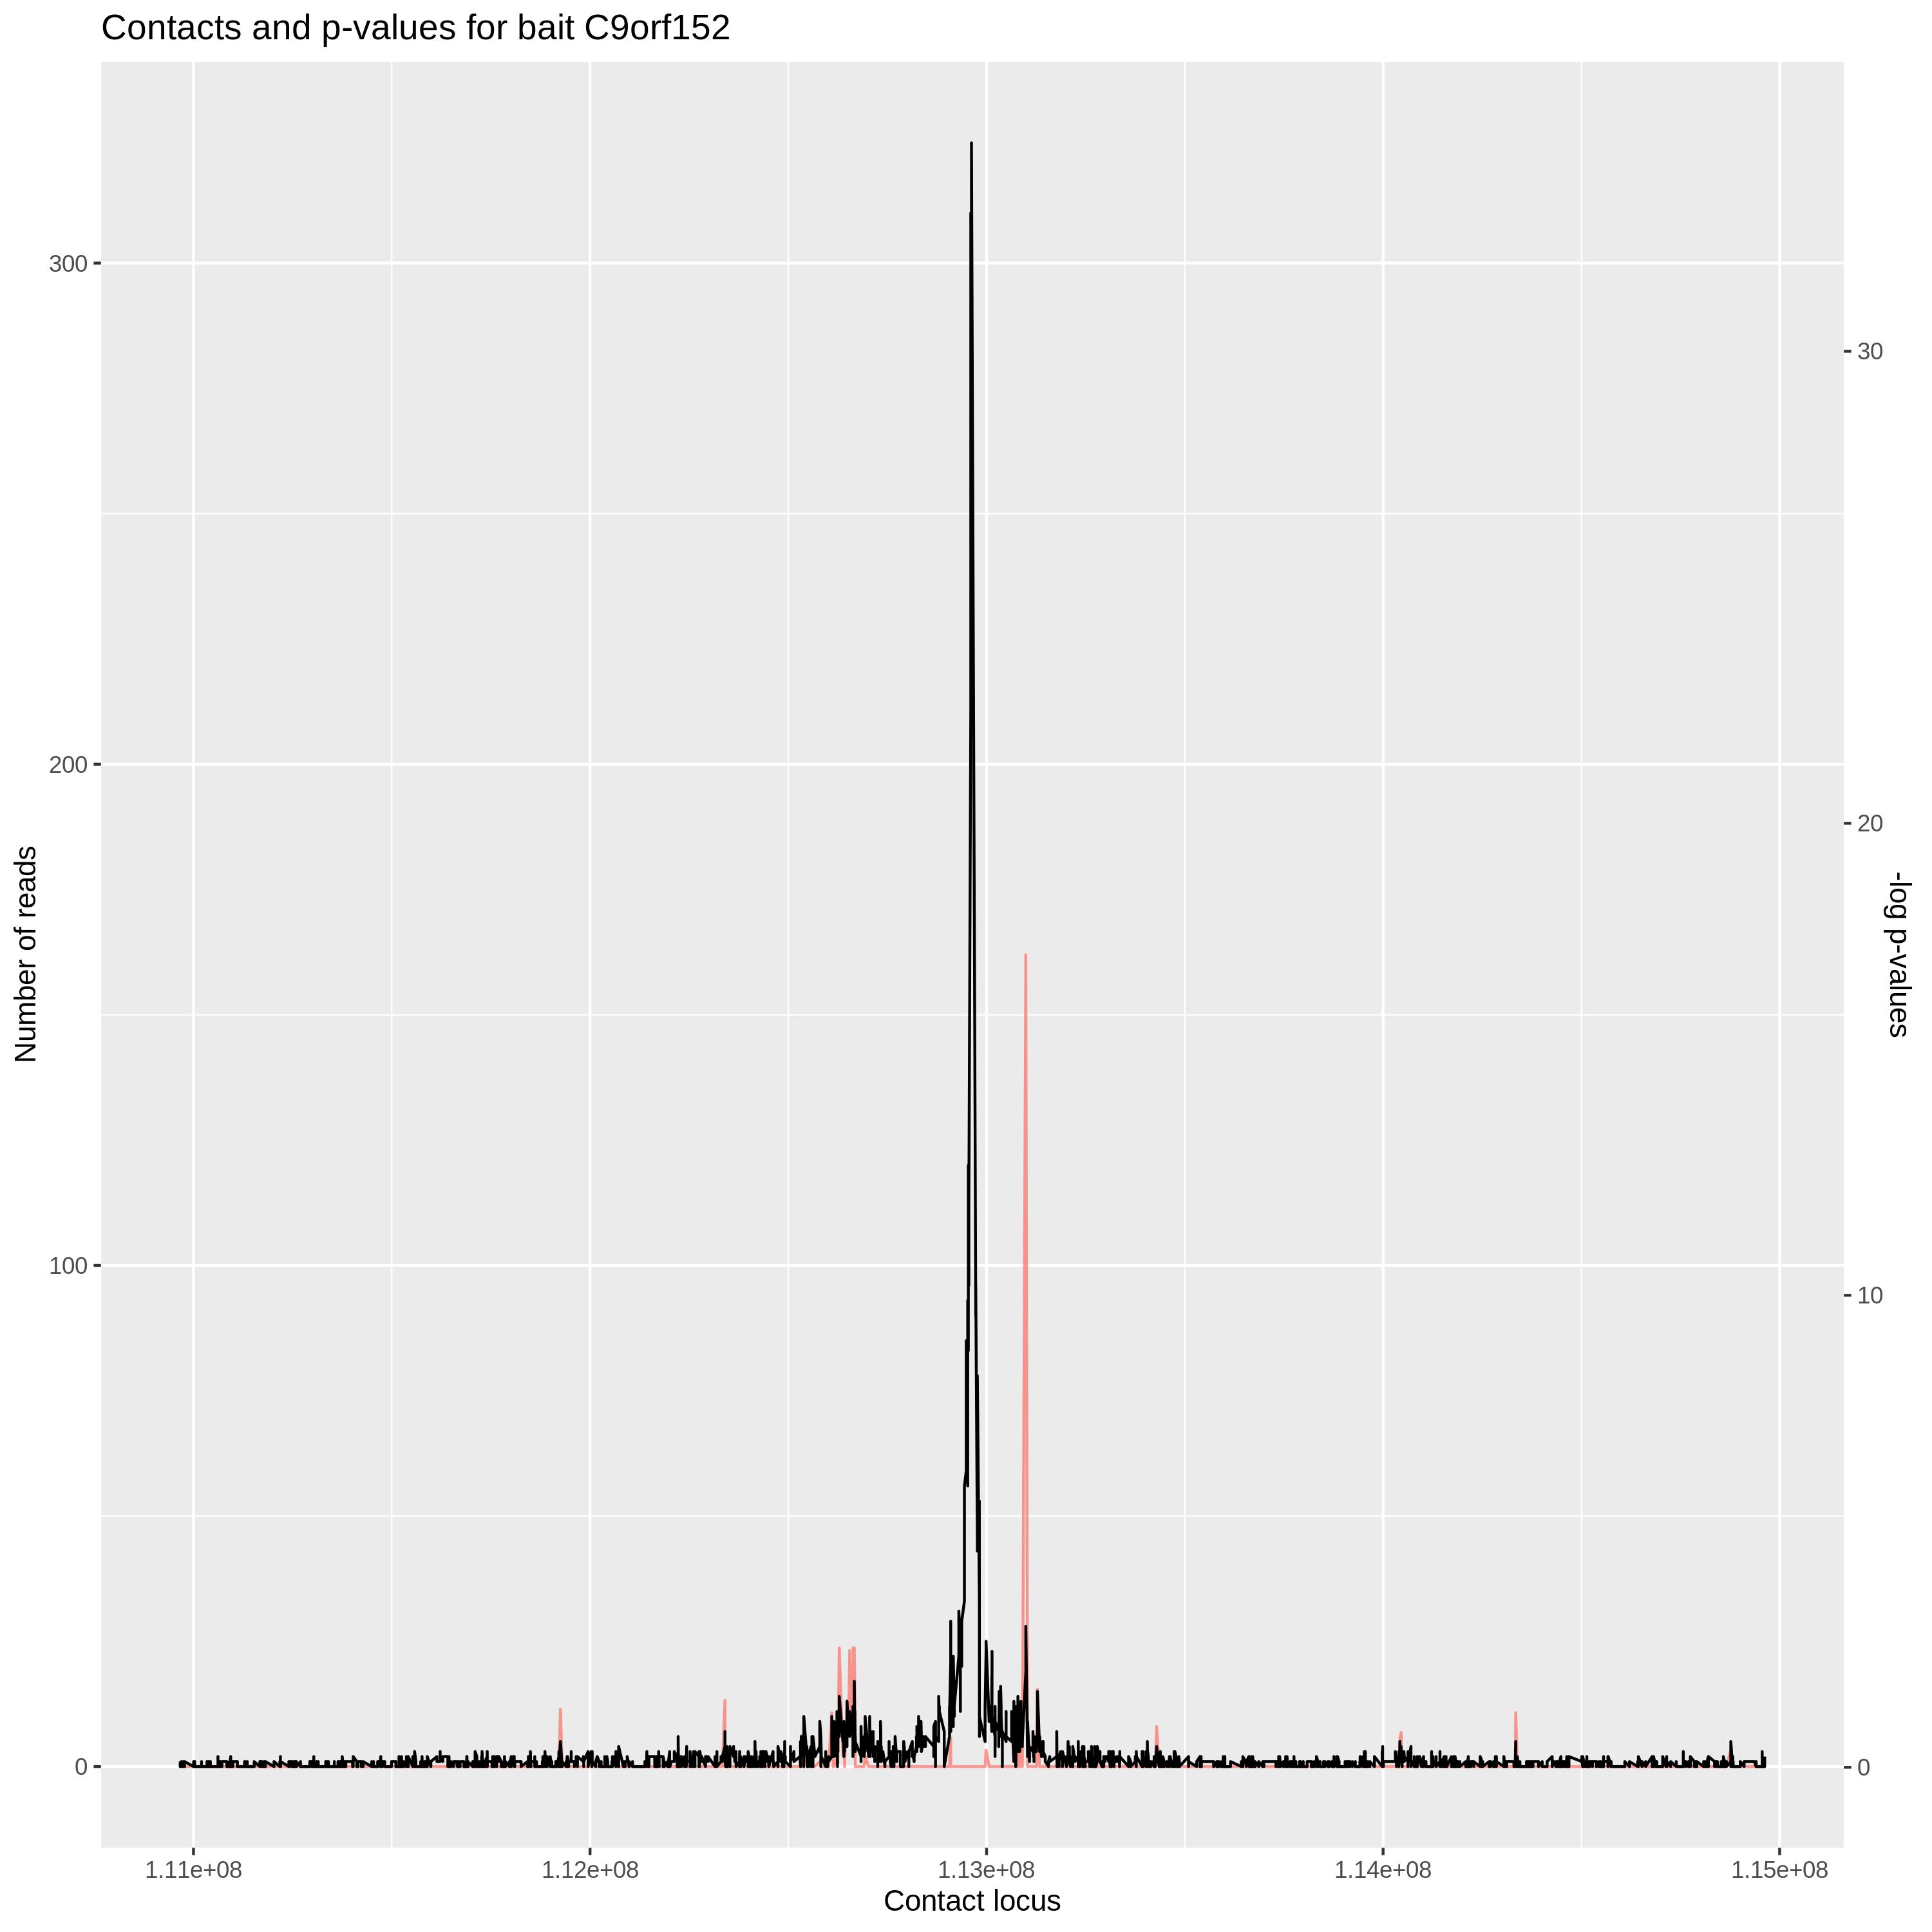 Contacts and p-values for bait C9orf152
300
200
100
0
Number of reads
30
20
10
0
-log p-values
1.11e+08
1.12e+08
1.13e+08
1.14e+08
1.15e+08
Contact locus